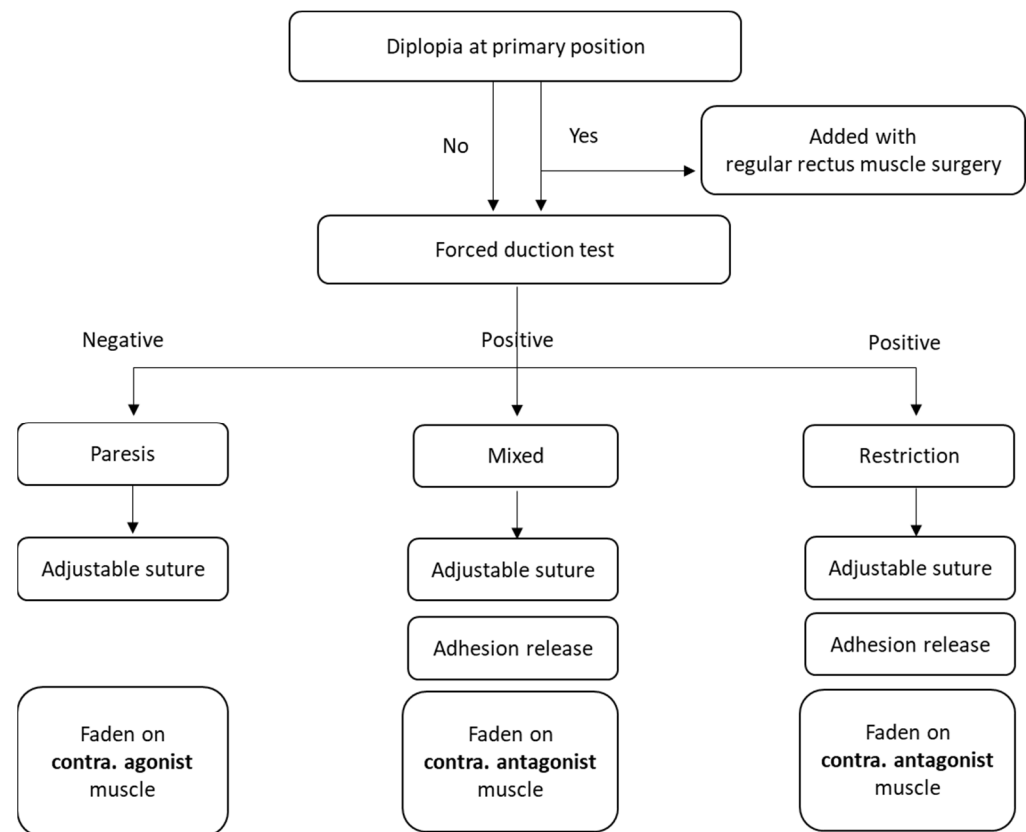 Diplopia at primary position
No
Yes
Added with
regular rectus muscle surgery
Forced duction test
Negative
Positive
Positive
Paresis
Mixed
Restriction
Adjustable suture
Adjustable suture
Adjustable suture
Adhesion release
Adhesion release
Faden on
contra. agonist
muscle
Faden on
contra. antagonist
muscle
Faden on
contra. antagonist
muscle